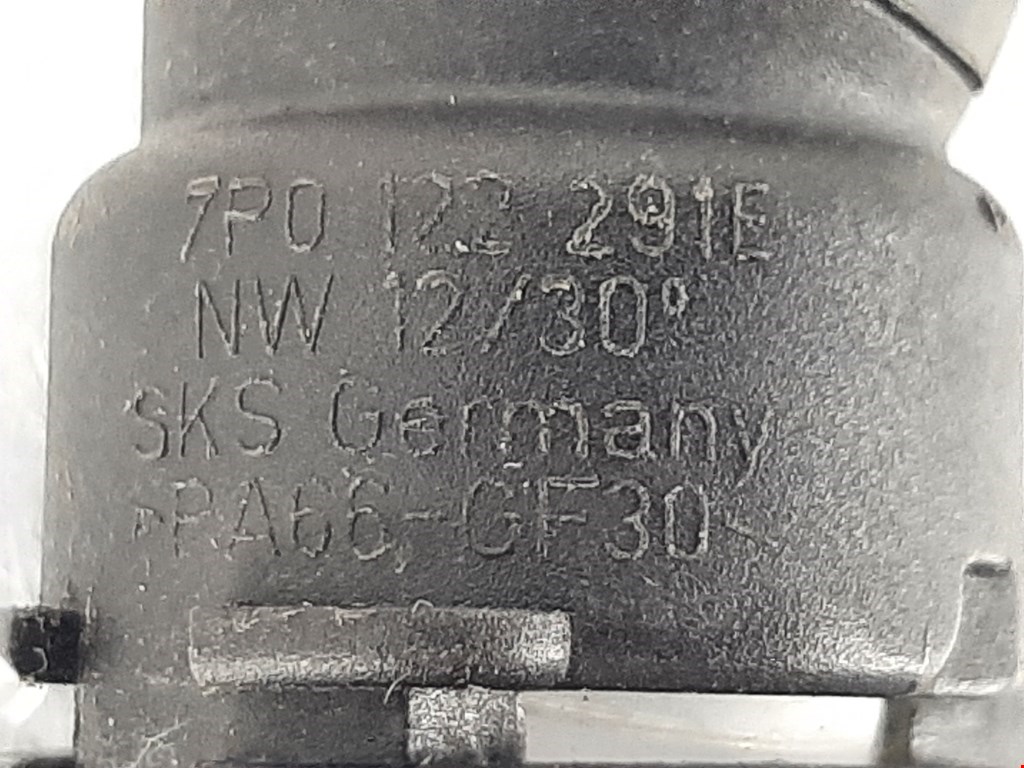 7P0 122 291E
NW 12/30°
SKS Germany
>PA66-GF30<